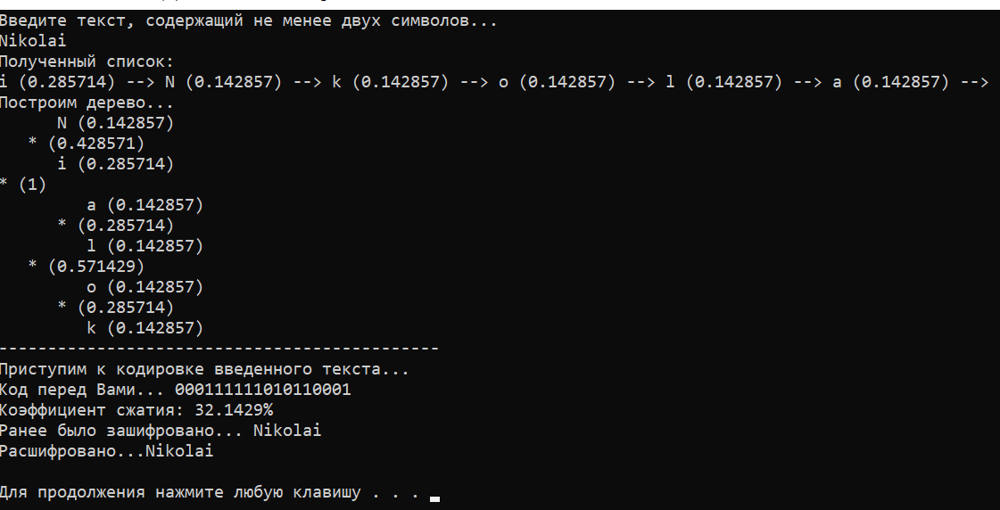 Введите текст, содержащий не менее двух символов...
Nikolai
Полученный список:
i (0.285714) --> N (0.142857) --> k (0.142857) --> o (0.142857) --> l (0.142857) --> a (0.142857) -->
Построим дерево...
N (0.142857)
* (0.428571)
i (0.285714)
* (1)
a (0.142857)
* (0.285714)
l (0.142857)
* (0.571429)
o (0.142857)
* (0.285714)
k (0.142857)
---------------------------------------------
Приступим к кодировке введенного текста...
Код перед Вами... 000111111010110001
Коэффициент сжатия: 32.1429%
Ранее было зашифровано... Nikolai
Расшифровано...Nikolai
Для продолжения нажмите любую клавишу . . .